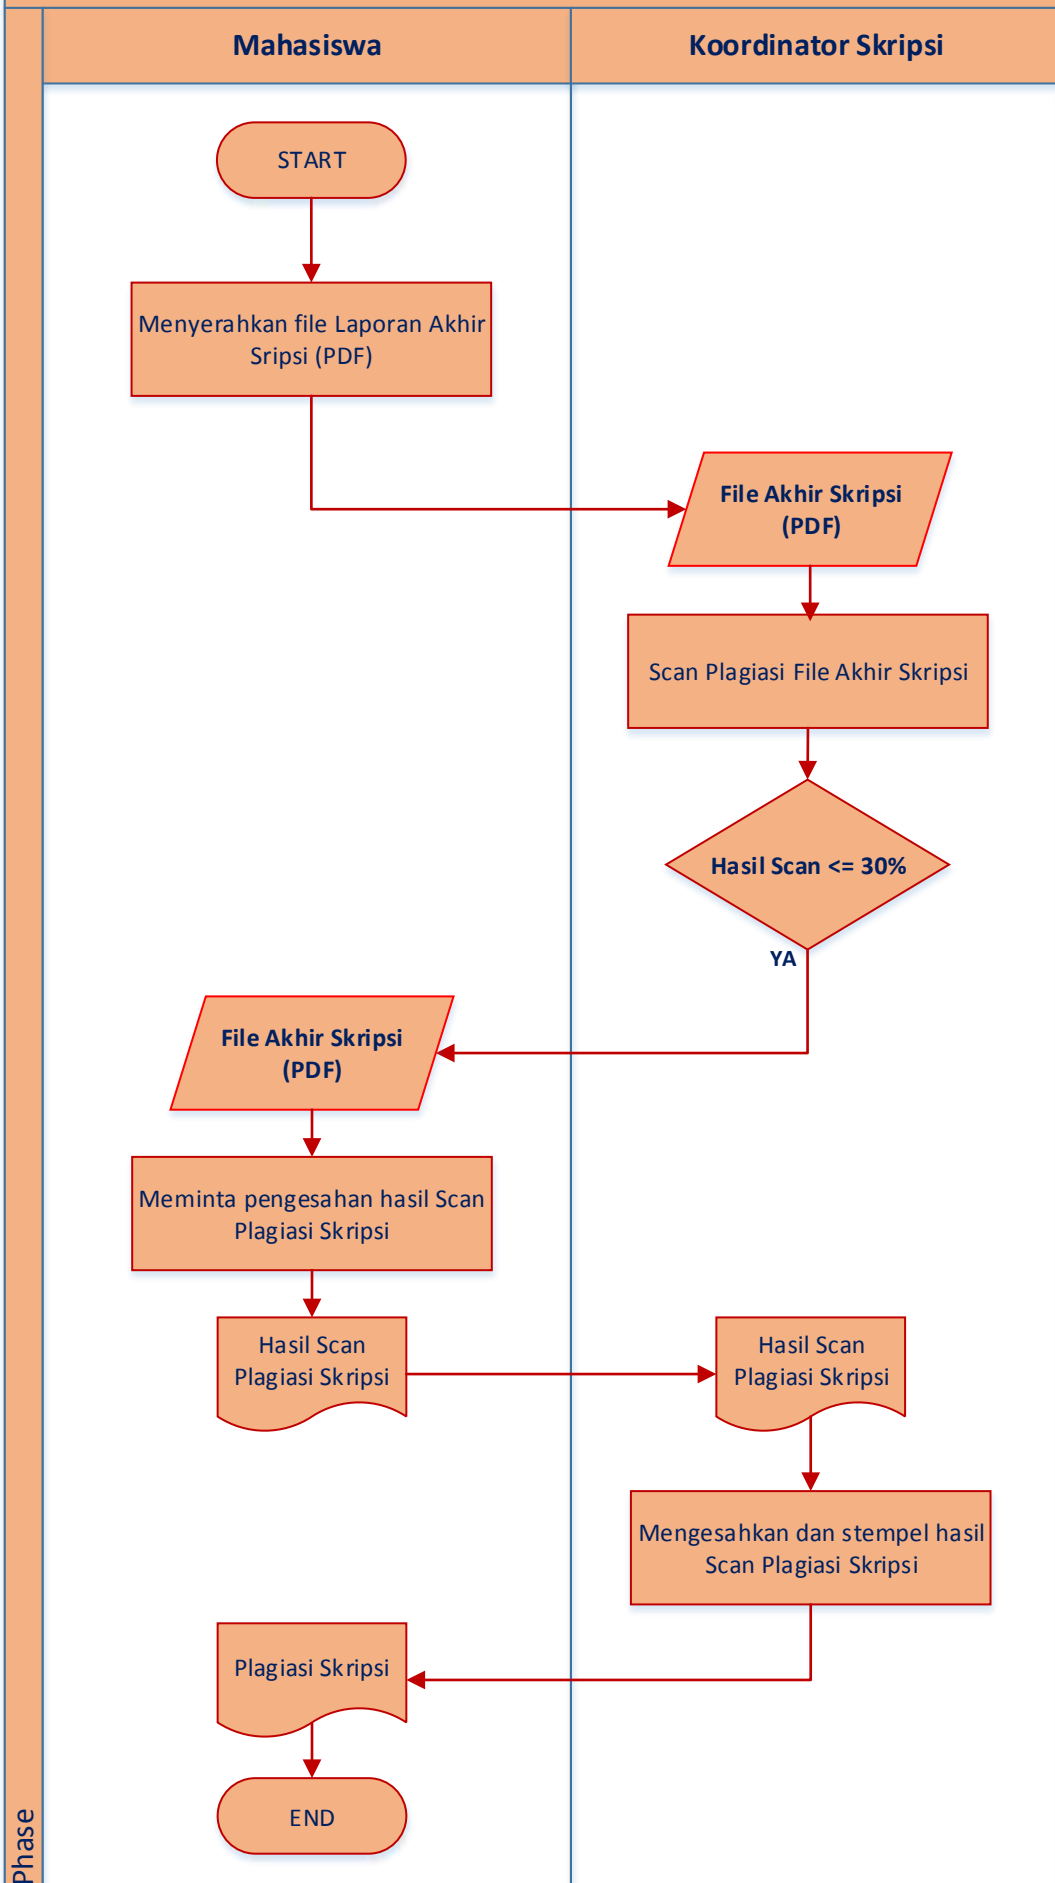 Mahasiswa
Koordinator Skripsi
START
Menyerahkan file Laporan Akhir
Sripsi (PDF)
File Akhir Skripsi
(PDF)
Scan Plagiasi File Akhir Skripsi
Hasil Scan <= 30%
YA
File Akhir Skripsi
(PDF)
Meminta pengesahan hasil Scan
Plagiasi Skripsi
Hasil Scan
Plagiasi Skripsi
Hasil Scan
Plagiasi Skripsi
Mengesahkan dan stempel hasil
Scan Plagiasi Skripsi
Plagiasi Skripsi
END
Phase